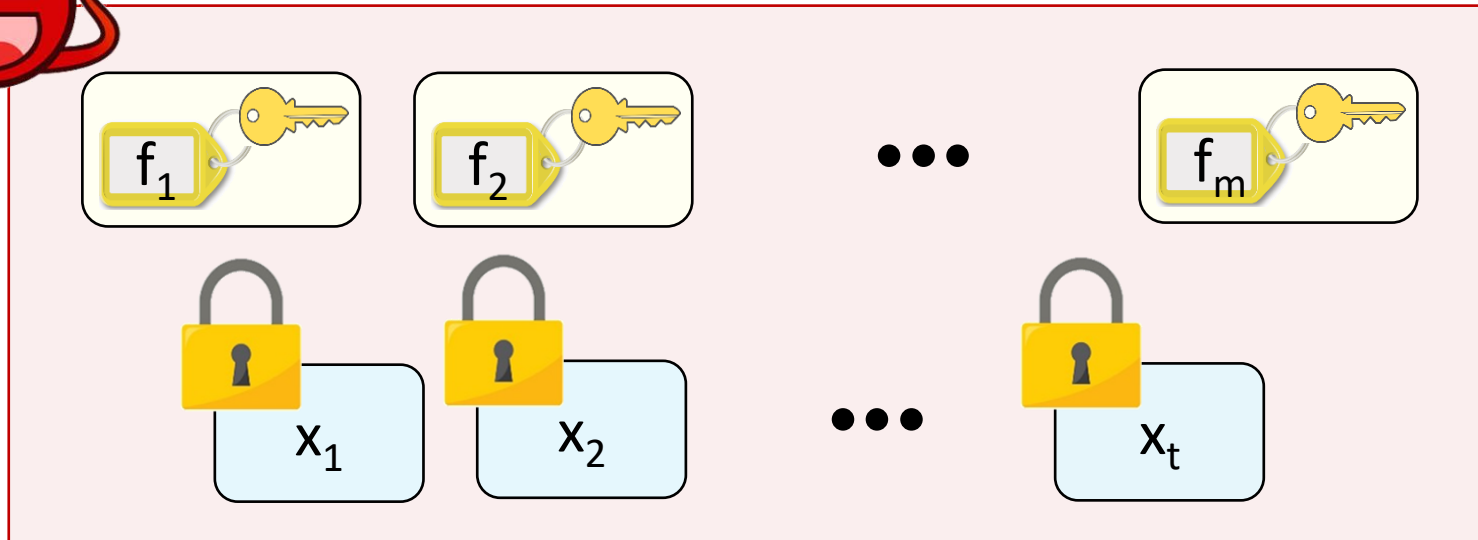 f₁ f₂ ••• fₘ
x₁ x₂ ••• xₜ